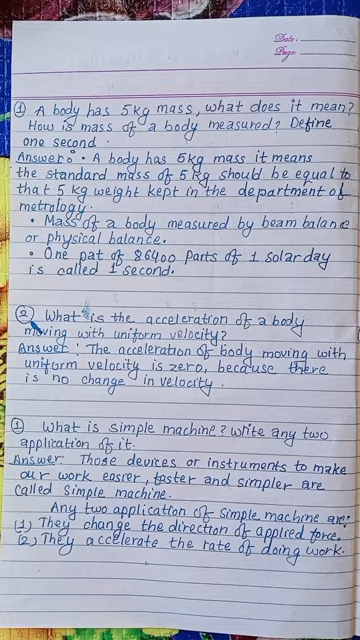 Date:
Page:
① A body has 5kg mass, what does it mean?
How is mass of a body measured? Define
one second.
Answer: • A body has 5kg mass it means
the standard mass of 5 kg should be equal to
that 5 kg weight kept in the department of
metrology.
• Mass of a body measured by beam balance
or physical balance.
• One pat of 86400 parts of 1 solar day
is called 1 second.
② What is the acceleration of a body
moving with uniform velocity?
Answer: The acceleration of body moving with
uniform velocity is zero, because there
is no change in velocity.
① What is simple machine? Write any two
application of it.
Answer: Those devices or instruments to make
our work easier, faster and simpler are
called simple machine.
Any two application of simple machine are:
(1) They change the direction of applied force.
(2) They accelerate the rate of doing work.